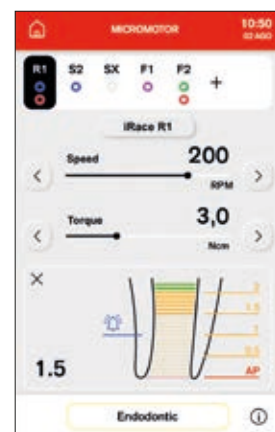 MICROMOTOR
10:50
02 AGO
R1 S2 SX F1 F2 +
iRace R1
Speed 200
RPM
Torque 3,0
Ncm
2
1.5
1
0.5
AP
1.5
Endodontic